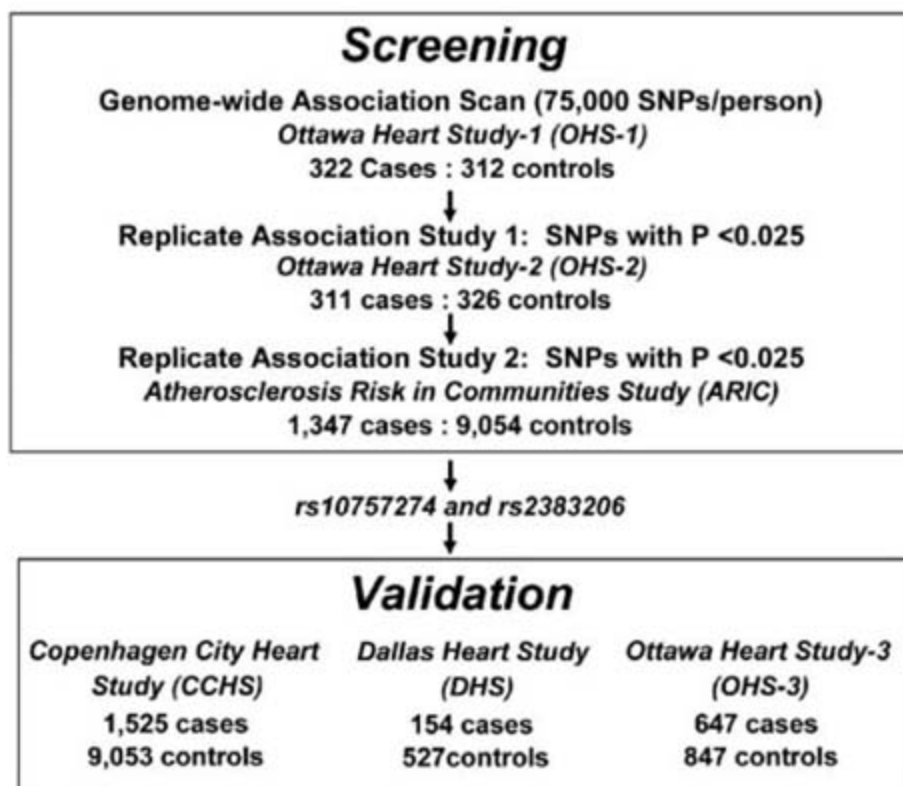 Screening
Genome-wide Association Scan (75,000 SNPs/person)
Ottawa Heart Study-1 (OHS-1)
322 Cases : 312 controls
Replicate Association Study 1: SNPs with P <0.025
Ottawa Heart Study-2 (OHS-2)
311 cases : 326 controls
Replicate Association Study 2: SNPs with P <0.025
Atherosclerosis Risk in Communities Study (ARIC)
1,347 cases : 9,054 controls
rs10757274 and rs2383206
Validation
Copenhagen City Heart
Study (CCHS)
1,525 cases
9,053 controls
Dallas Heart Study
(DHS)
154 cases
527controls
Ottawa Heart Study-3
(OHS-3)
647 cases
847 controls